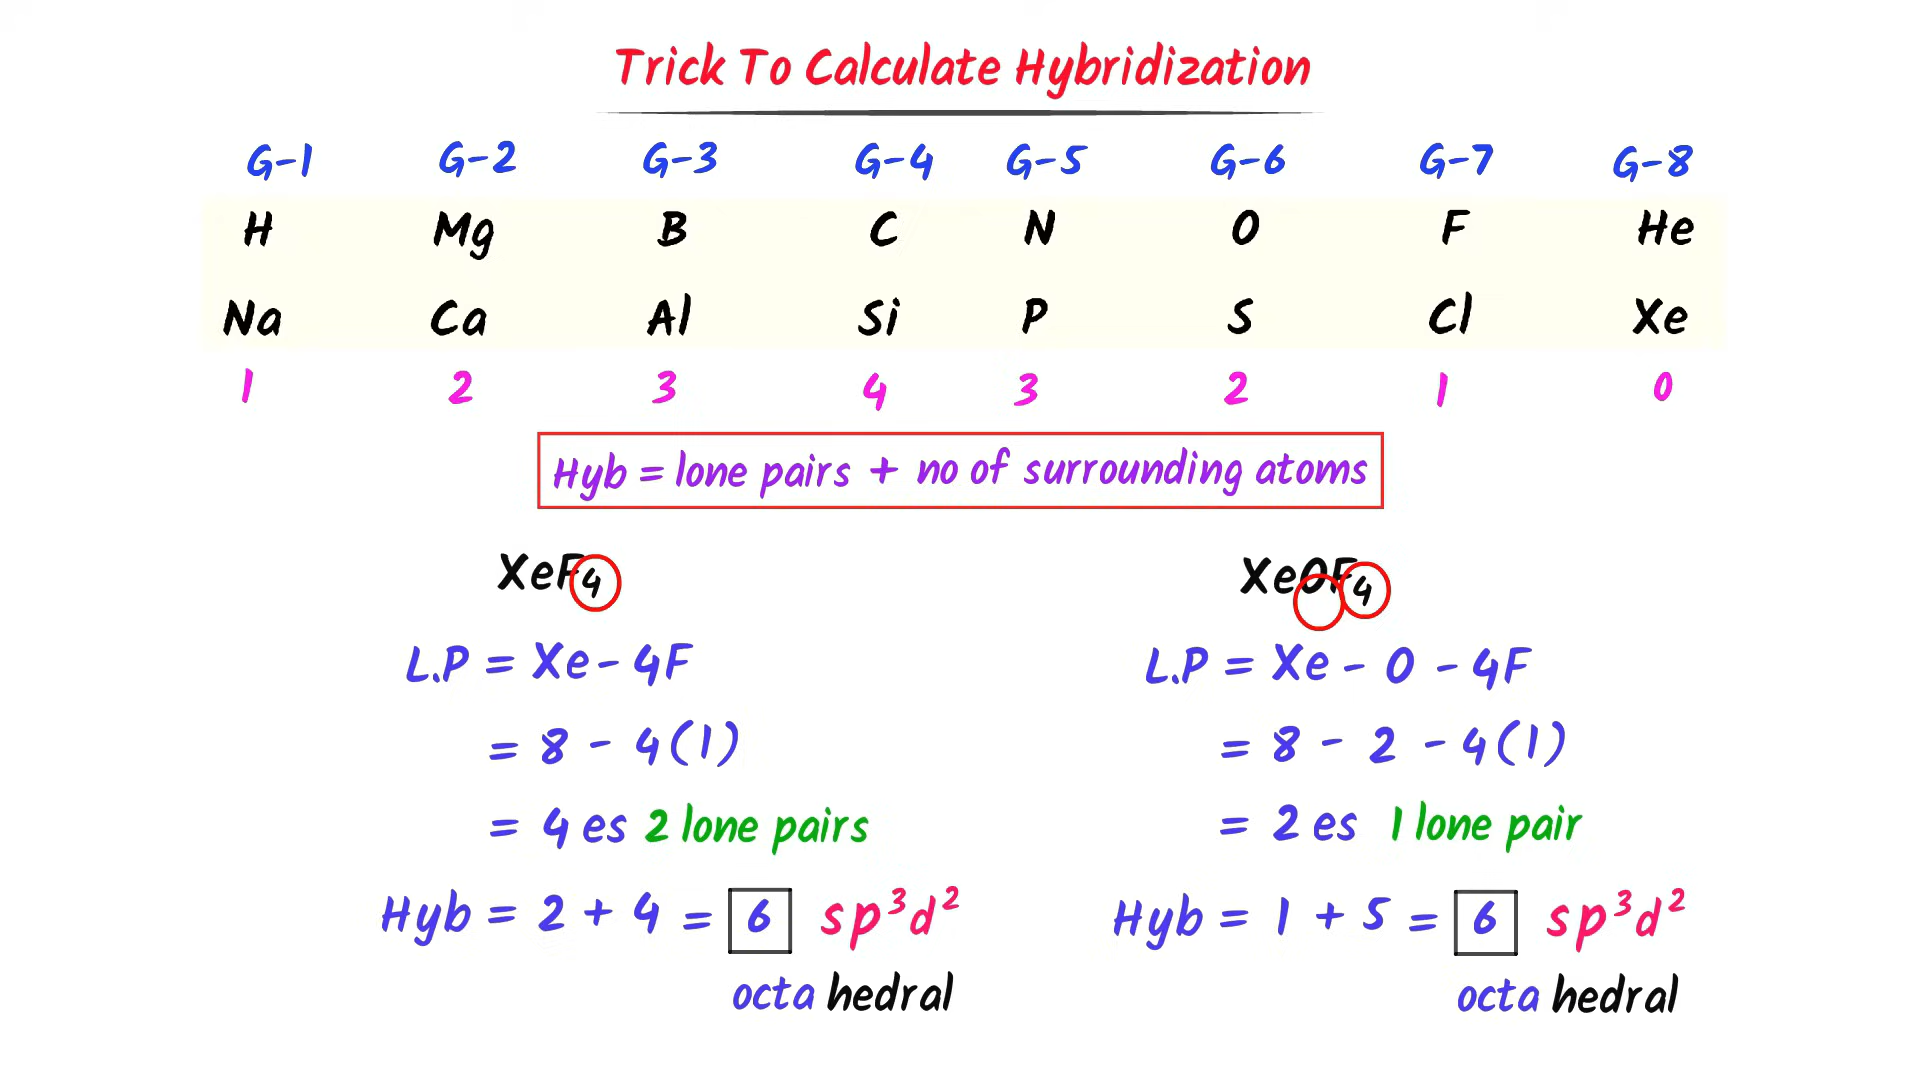 Trick To Calculate Hybridization
G-1 G-2 G-3 G-4 G-5 G-6 G-7 G-8
H Mg B C N O F He
Na Ca Al Si P S Cl Xe
1 2 3 4 3 2 1 0
Hyb = lone pairs + no of surrounding atoms
XeF₄
L.P = Xe - 4F
= 8 - 4(1)
= 4 es 2 lone pairs
Hyb = 2 + 4 = 6 sp³d²
octa hedral
XeOF₄
L.P = Xe - O - 4F
= 8 - 2 - 4(1)
= 2 es 1 lone pair
Hyb = 1 + 5 = 6 sp³d²
octa hedral